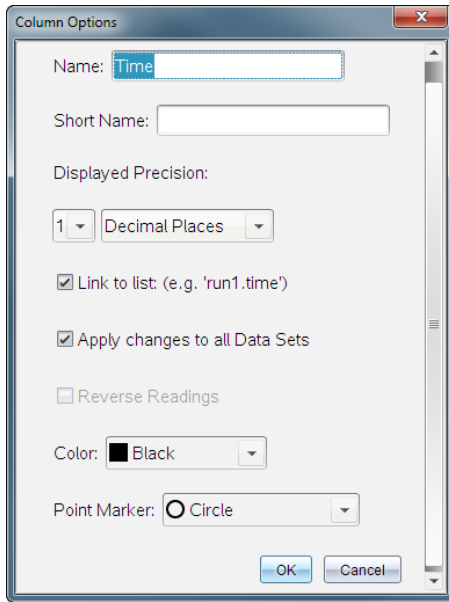 Column Options
Name: Time
Short Name:
Displayed Precision:
1 Decimal Places
Link to list: (e.g. 'run1.time')
Apply changes to all Data Sets
Reverse Readings
Color: Black
Point Marker: Circle
OK Cancel